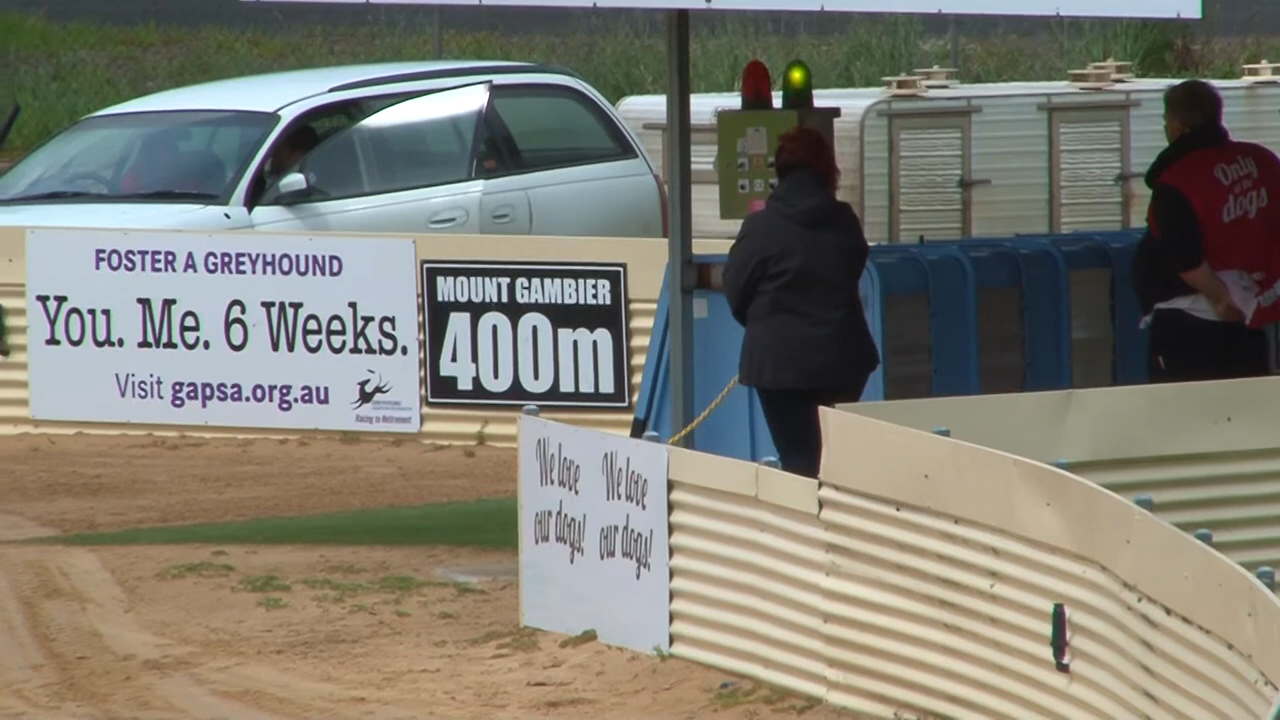 FOSTER A GREYHOUND
You. Me. 6 Weeks.
Visit gapsa.org.au
GREYHOUND
Racing to Retirement
MOUNT GAMBIER
400m
We love
our dogs!
We love
our dogs!
Only
dogs